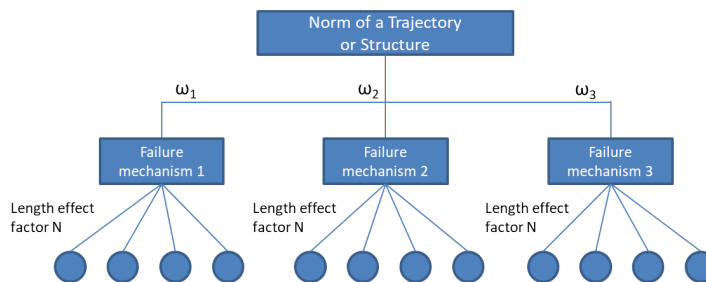 Norm of a Trajectory
or Structure
ω1
ω2
ω3
Failure
mechanism 1
Failure
mechanism 2
Failure
mechanism 3
Length effect
factor N
Length effect
factor N
Length effect
factor N